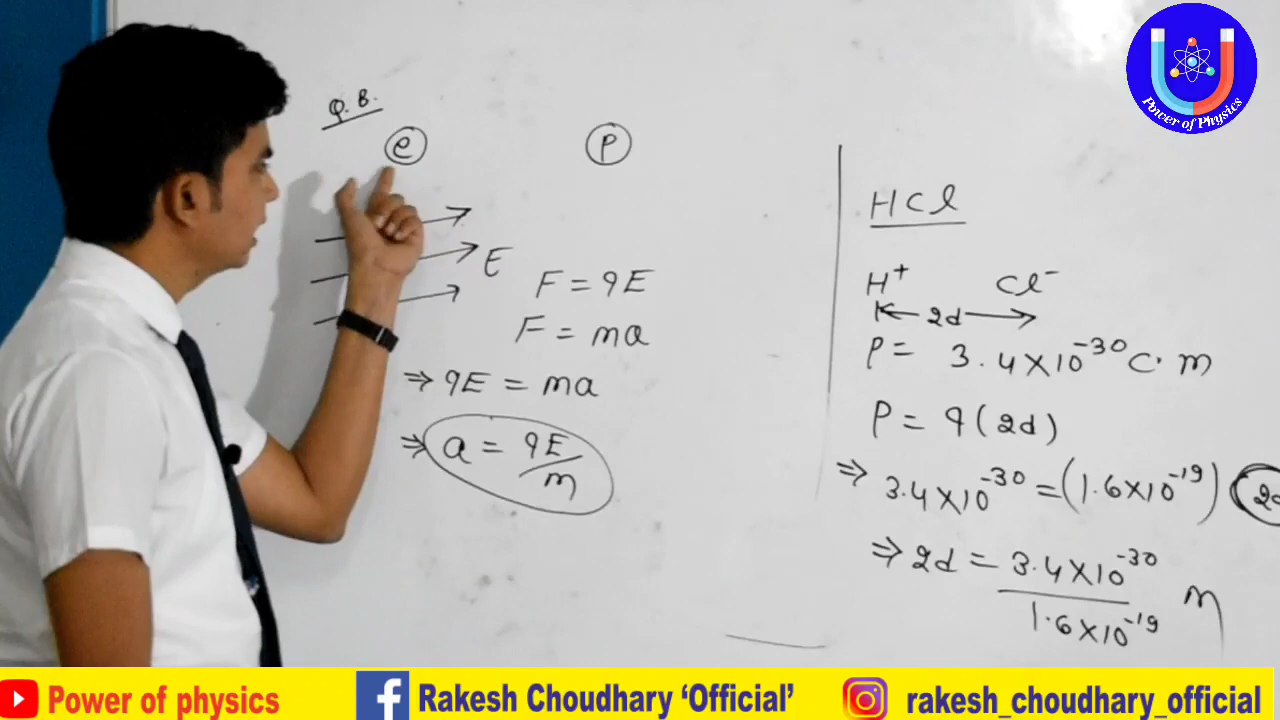 Power of Physics
Q. B.
e
P
E
F = qE
F = ma
⇒ qE = ma
⇒ a = qE/m
HCl
H⁺ Cl⁻
2d
P = 3.4×10⁻³⁰ C·m
P = q(2d)
⇒ 3.4×10⁻³⁰ = (1.6×10⁻¹⁹)
⇒ 2d = 3.4×10⁻³⁰/1.6×10⁻¹⁹ m
Power of physics
Rakesh Choudhary ‘Official’
rakesh_choudhary_official